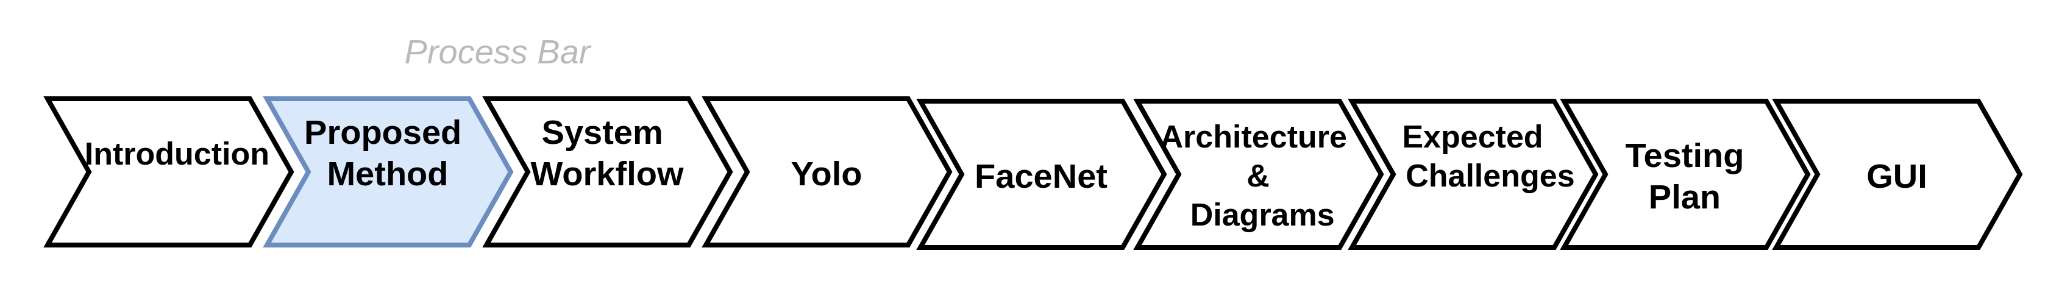 Process Bar
Introduction
Proposed
Method
System
Workflow
Yolo
FaceNet
Architecture
&
Diagrams
Expected
Challenges
Testing
Plan
GUI